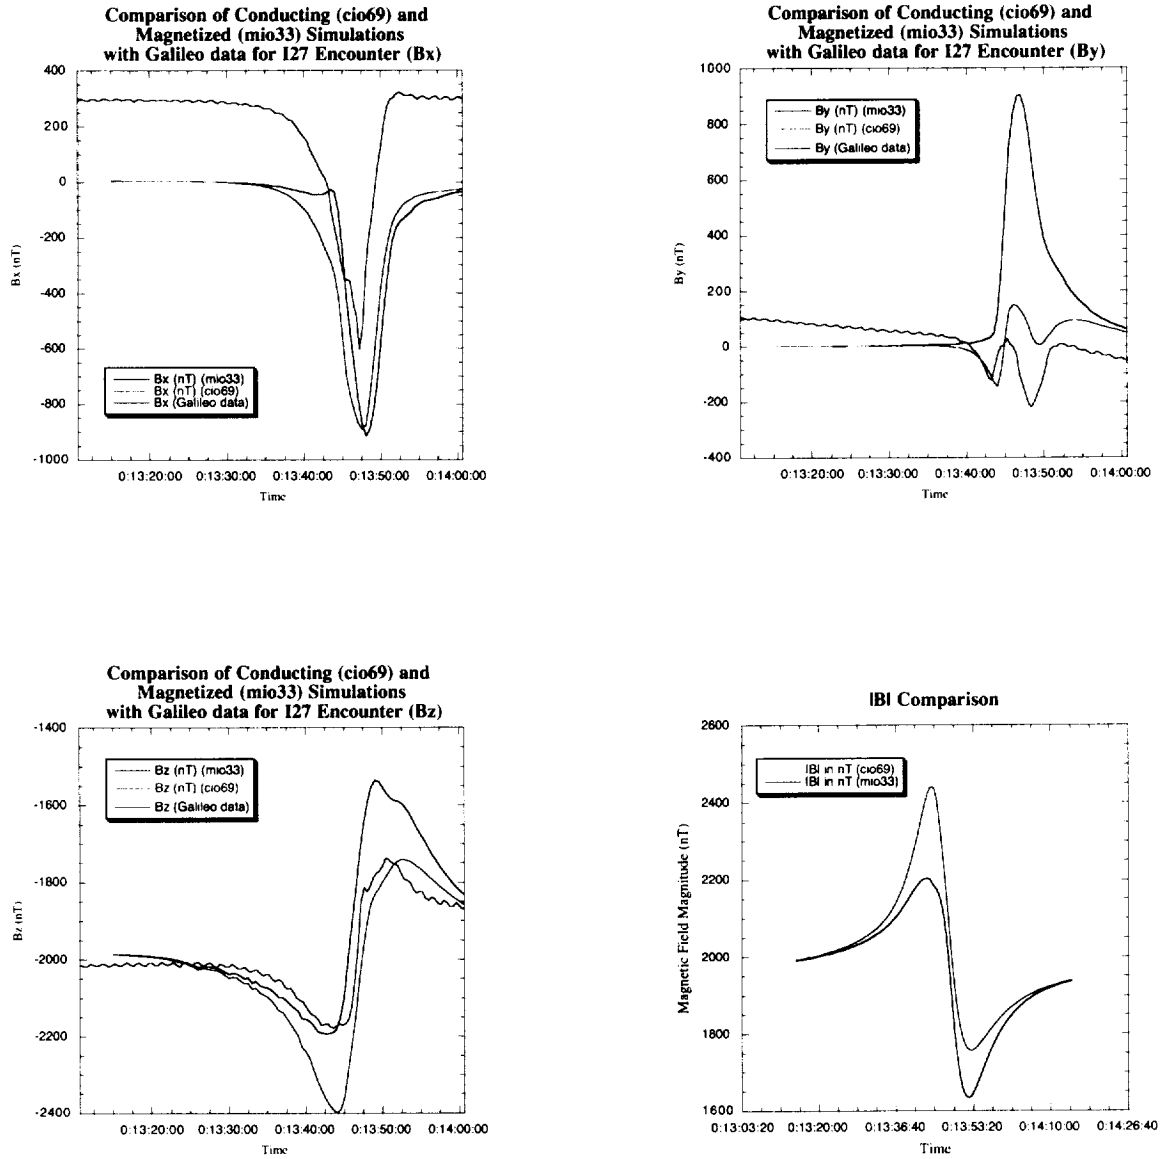 Comparison of Conducting (cio69) and
Magnetized (mio33) Simulations
with Galileo data for I27 Encounter (Bx)
400
200
0
-200
-400
-600
-800
-1000
Bx (nT)
Bx (nT) (mio33)
Bx (nT) (cio69)
Bx (Galileo data)
0:13:20:00 0:13:30:00 0:13:40:00 0:13:50:00 0:14:00:00
Time
Comparison of Conducting (cio69) and
Magnetized (mio33) Simulations
with Galileo data for I27 Encounter (By)
1000
800
600
400
200
0
-200
-400
By (nT)
By (nT) (mio33)
By (nT) (cio69)
By (Galileo data)
0:13:20:00 0:13:30:00 0:13:40:00 0:13:50:00 0:14:00:00
Time
Comparison of Conducting (cio69) and
Magnetized (mio33) Simulations
with Galileo data for I27 Encounter (Bz)
-1400
-1600
-1800
-2000
-2200
-2400
Bz (nT)
Bz (nT) (mio33)
Bz (nT) (cio69)
Bz (Galileo data)
0:13:20:00 0:13:30:00 0:13:40:00 0:13:50:00 0:14:00:00
Time
|B| Comparison
2600
2400
2200
2000
1800
1600
Magnetic Field Magnitude (nT)
|B| in nT (cio69)
|B| in nT (mio33)
0:13:03:20 0:13:20:00 0:13:36:40 0:13:53:20 0:14:10:00 0:14:26:40
Time